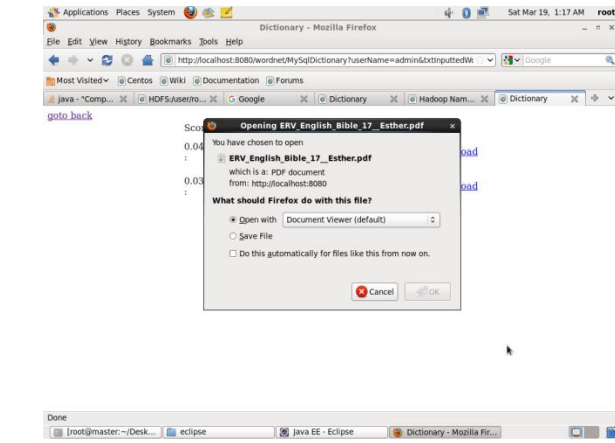 Applications Places System Sat Mar 19, 1:17 AM root
Dictionary - Mozilla Firefox
File Edit View History Bookmarks Tools Help
http://localhost:8080/wordnet/MySqlDictionary?userName=admin&txtInputtedWo Google
Most Visited Centos Wiki Documentation Forums
java - "Comp... HDFS:/user/ro... Google Dictionary Hadoop Nam... Dictionary
goto back
Opening ERV_English_Bible_17__Esther.pdf
You have chosen to open
0.04
ERV_English_Bible_17__Esther.pdf
oad
:
which is a: PDF document
0.03
from: http://localhost:8080
oad
:
What should Firefox do with this file?
Open with Document Viewer (default)
Save File
Do this automatically for files like this from now on.
Cancel OK
Done
[root@master:~/Desk... eclipse Java EE - Eclipse Dictionary - Mozilla Fir...